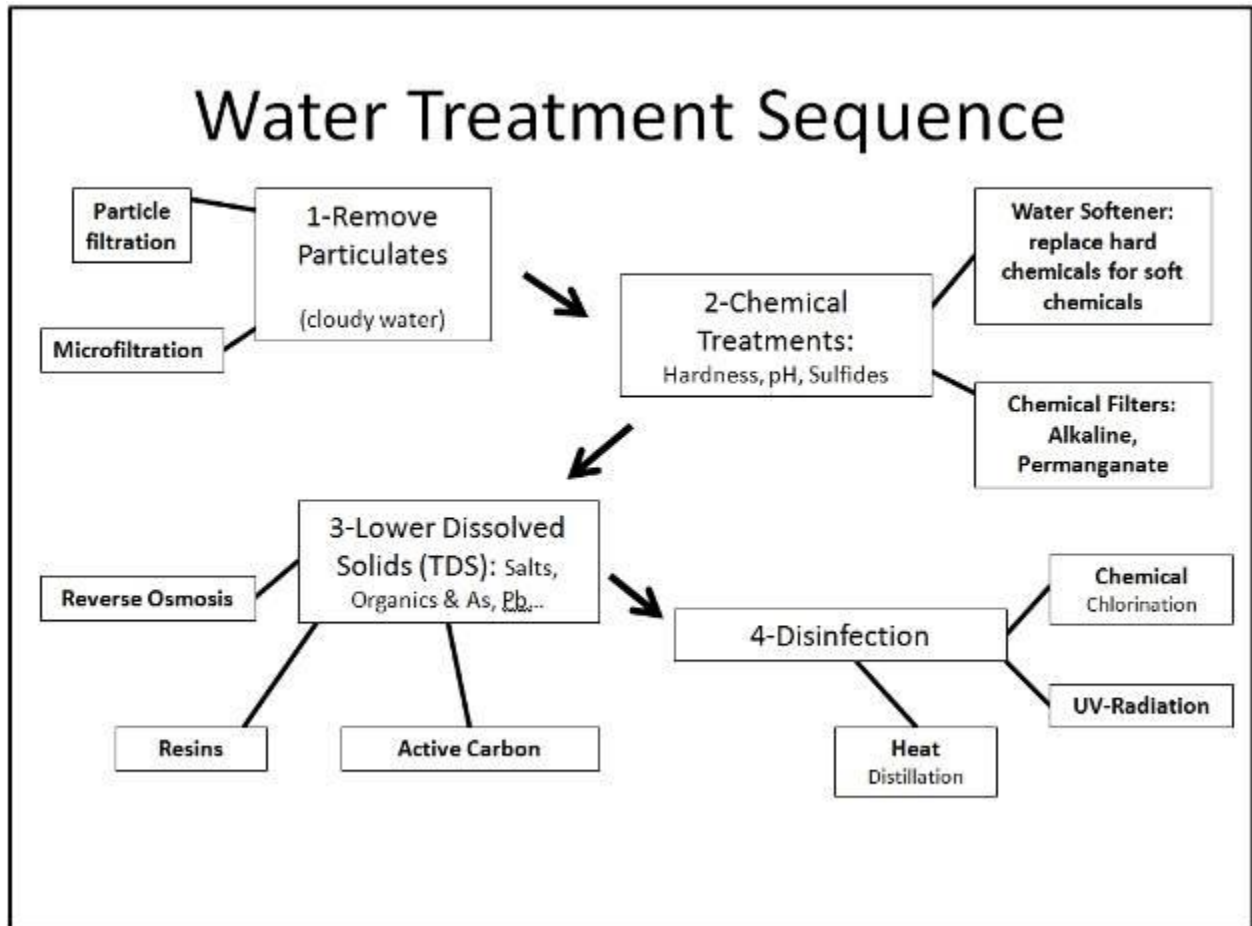 Water Treatment Sequence
Particle
filtration
1-Remove
Particulates
(cloudy water)
Microfiltration
2-Chemical
Treatments:
Hardness, pH, Sulfides
Water Softener:
replace hard
chemicals for soft
chemicals
Chemical Filters:
Alkaline,
Permanganate
3-Lower Dissolved
Solids (TDS): Salts,
Organics & As, Pb...
Reverse Osmosis
Resins
Active Carbon
4-Disinfection
Chemical
Chlorination
UV-Radiation
Heat
Distillation